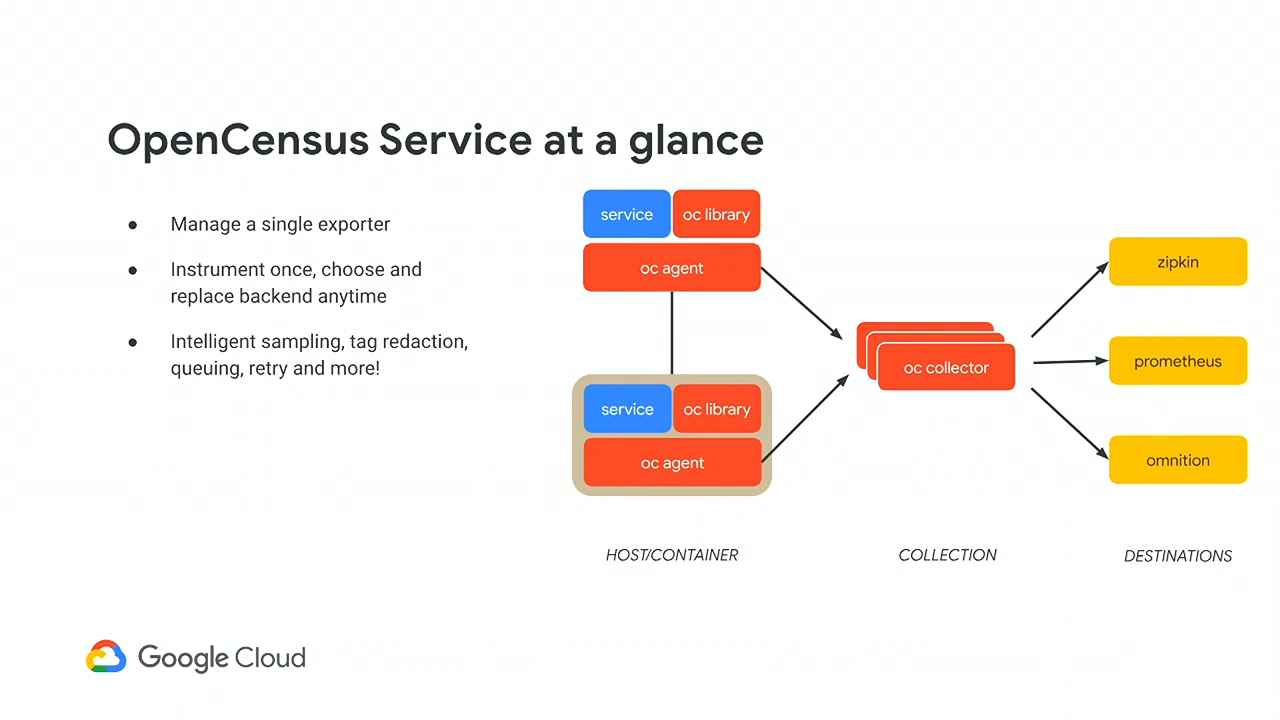 OpenCensus Service at a glance
● Manage a single exporter
● Instrument once, choose and
replace backend anytime
● Intelligent sampling, tag redaction,
queuing, retry and more!
service
oc library
oc agent
service
oc library
oc agent
oc collector
zipkin
prometheus
omnition
HOST/CONTAINER
COLLECTION
DESTINATIONS
Google Cloud